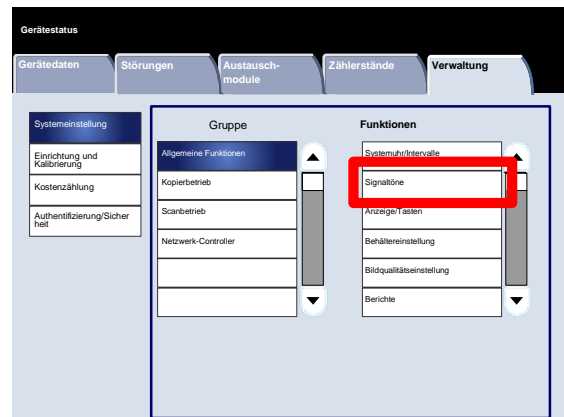 Gerätestatus
Gerätedaten
Störungen
Austausch-
module
Zählerstände
Verwaltung
Systemeinstellung
Einrichtung und
Kalibrierung
Kostenzählung
Authentifizierung/Sicher
heit
Gruppe
Allgemeine Funktionen
Kopierbetrieb
Scanbetrieb
Netzwerk-Controller
Funktionen
Systemuhr/Intervalle
Signaltöne
Anzeige/Tasten
Behältereinstellung
Bildqualitätseinstellung
Berichte